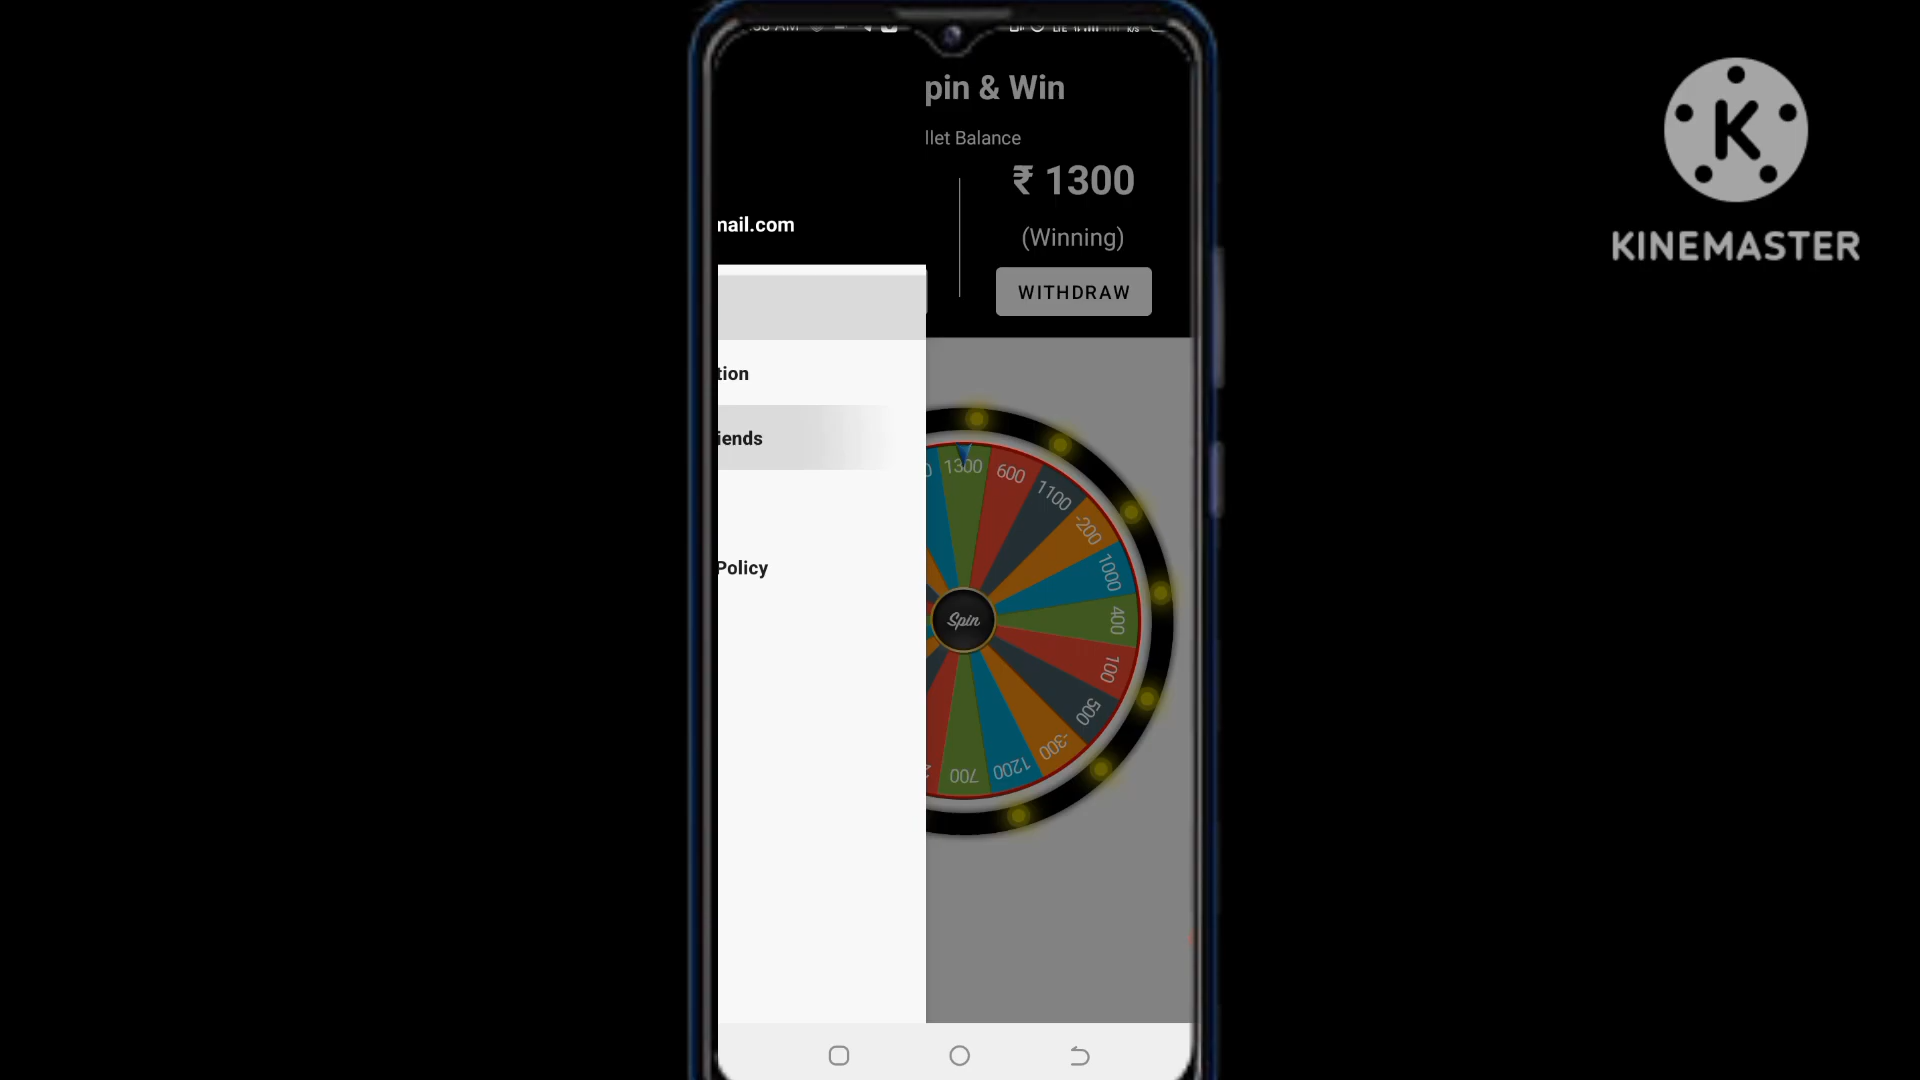 pin & Win
llet Balance
₹ 1300
(Winning)
WITHDRAW
mail.com
tion
iends
Policy
1300
600
1100
-200
1000
400
100
500
-300
1200
700
Spin
K
KINEMASTER